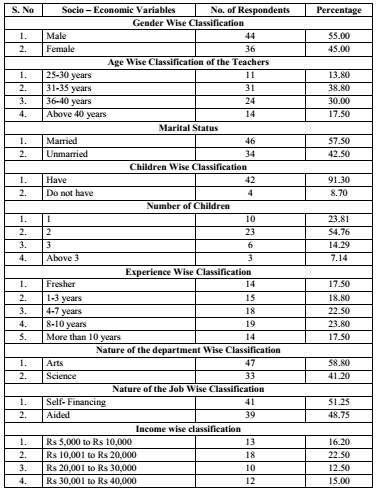 S. No Socio – Economic Variables No. of Respondents Percentage
Gender Wise Classification
1. Male 44 55.00
2. Female 36 45.00
Age Wise Classification of the Teachers
1. 25-30 years 11 13.80
2. 31-35 years 31 38.80
3. 36-40 years 24 30.00
4. Above 40 years 14 17.50
Marital Status
1. Married 46 57.50
2. Unmarried 34 42.50
Children Wise Classification
1. Have 42 91.30
2. Do not have 4 8.70
Number of Children
1. 1 10 23.81
2. 2 23 54.76
3. 3 6 14.29
4. Above 3 3 7.14
Experience Wise Classification
1. Fresher 14 17.50
2. 1-3 years 15 18.80
3. 4-7 years 18 22.50
4. 8-10 years 19 23.80
5. More than 10 years 14 17.50
Nature of the department Wise Classification
1. Arts 47 58.80
2. Science 33 41.20
Nature of the Job Wise Classification
1. Self- Financing 41 51.25
2. Aided 39 48.75
Income wise classification
1. Rs 5,000 to Rs 10,000 13 16.20
2. Rs 10,001 to Rs 20,000 18 22.50
3. Rs 20,001 to Rs 30,000 10 12.50
4. Rs 30,001 to Rs 40,000 12 15.00